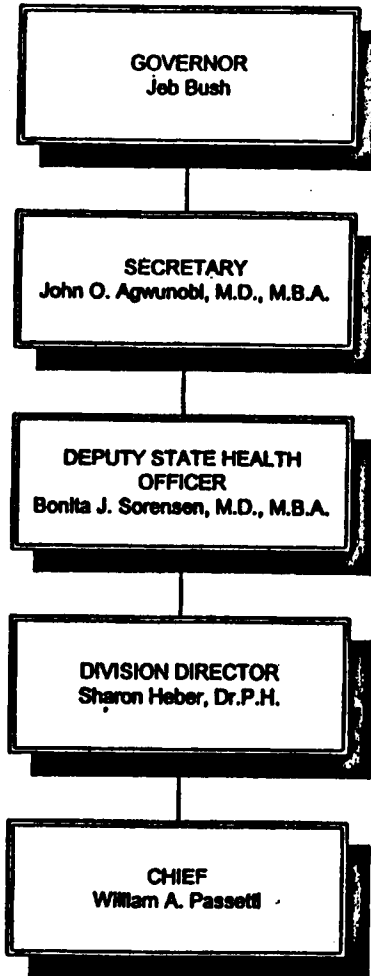 GOVERNOR
Jeb Bush
SECRETARY
John O. Agwunobi, M.D., M.B.A.
DEPUTY STATE HEALTH
OFFICER
Bonita J. Sorensen, M.D., M.B.A.
DIVISION DIRECTOR
Sharon Heber, Dr.P.H.
CHIEF
William A. Passetti